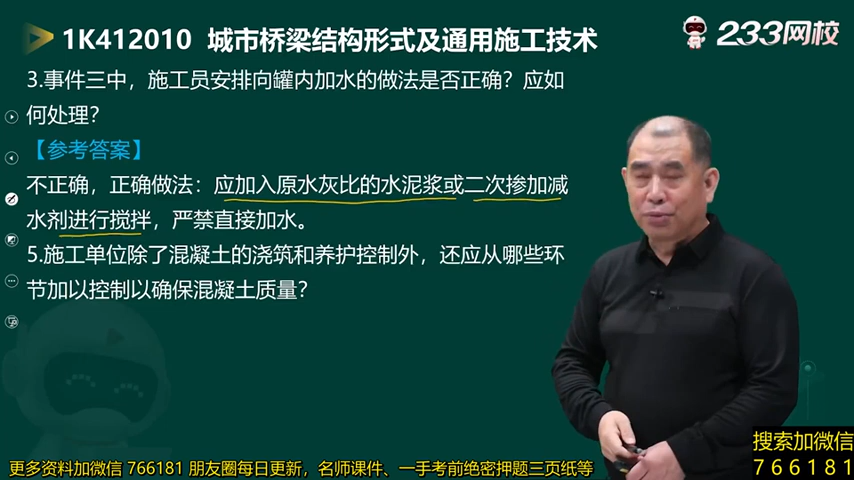 1K412010 城市桥梁结构形式及通用施工技术
233网校
3.事件三中，施工员安排向罐内加水的做法是否正确？应如
何处理？
【参考答案】
不正确，正确做法：应加入原水灰比的水泥浆或二次掺加减
水剂进行搅拌，严禁直接加水。
5.施工单位除了混凝土的浇筑和养护控制外，还应从哪些环
节加以控制以确保混凝土质量？
搜索加微信
766181
更多资料加微信 766181 朋友圈每日更新，名师课件、一手考前绝密押题三页纸等